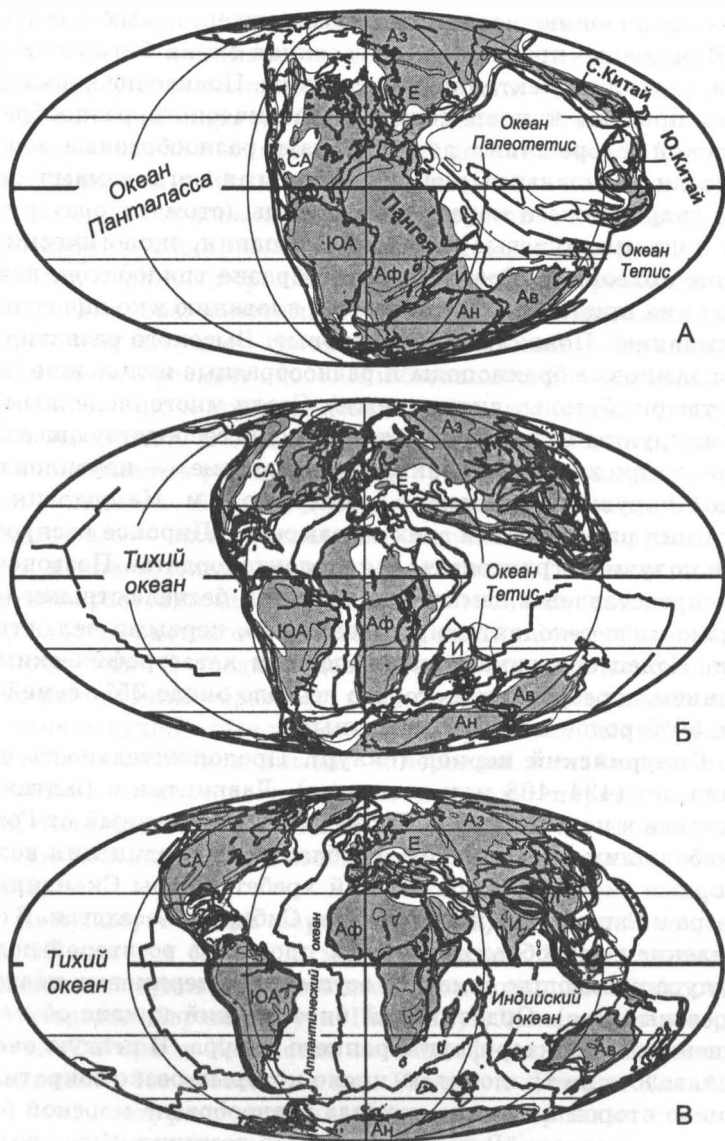 Аз
Е
С.Китай
Ю.Китай
Океан
Палеотетис
СА
Океан
Панталасса
Пангея
ЮА
Аф
И
Ав
Ан
Океан
Тетис
А
Аз
СА
Е
Тихий
океан
Океан
Тетис
ЮА
Аф
И
Ав
Ан
Б
Аз
СА
Е
Аф
И
Тихий
океан
Атлантический океан
ЮА
Индийский
океан
Ав
Ан
В